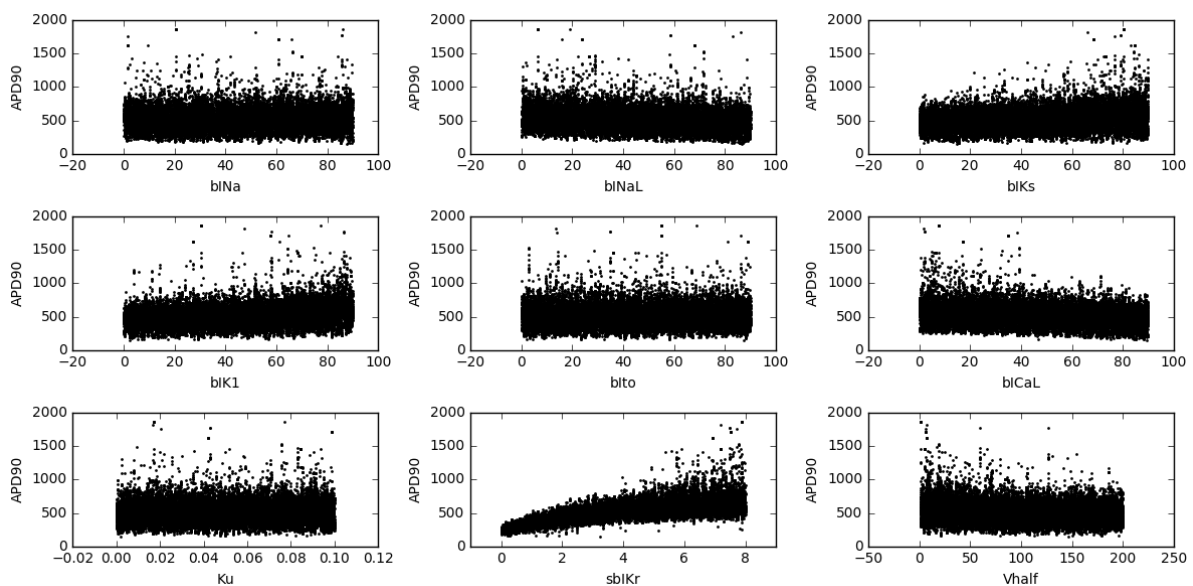 2000 2000 2000
1500 1500 1500
APD90 1000 APD90 1000 APD90 1000
500 500 500
0 0 0
−20 0 20 40 60 80 100 −20 0 20 40 60 80 100 −20 0 20 40 60 80 100
bINa bINaL bIKs
2000 2000 2000
1500 1500 1500
APD90 1000 APD90 1000 APD90 1000
500 500 500
0 0 0
−20 0 20 40 60 80 100 −20 0 20 40 60 80 100 −20 0 20 40 60 80 100
bIK1 bIto bICaL
2000 2000 2000
1500 1500 1500
APD90 1000 APD90 1000 APD90 1000
500 500 500
0 0 0
−0.02 0.00 0.02 0.04 0.06 0.08 0.10 0.12 −2 0 2 4 6 8 10 −50 0 50 100 150 200 250
Ku sbIKr Vhalf